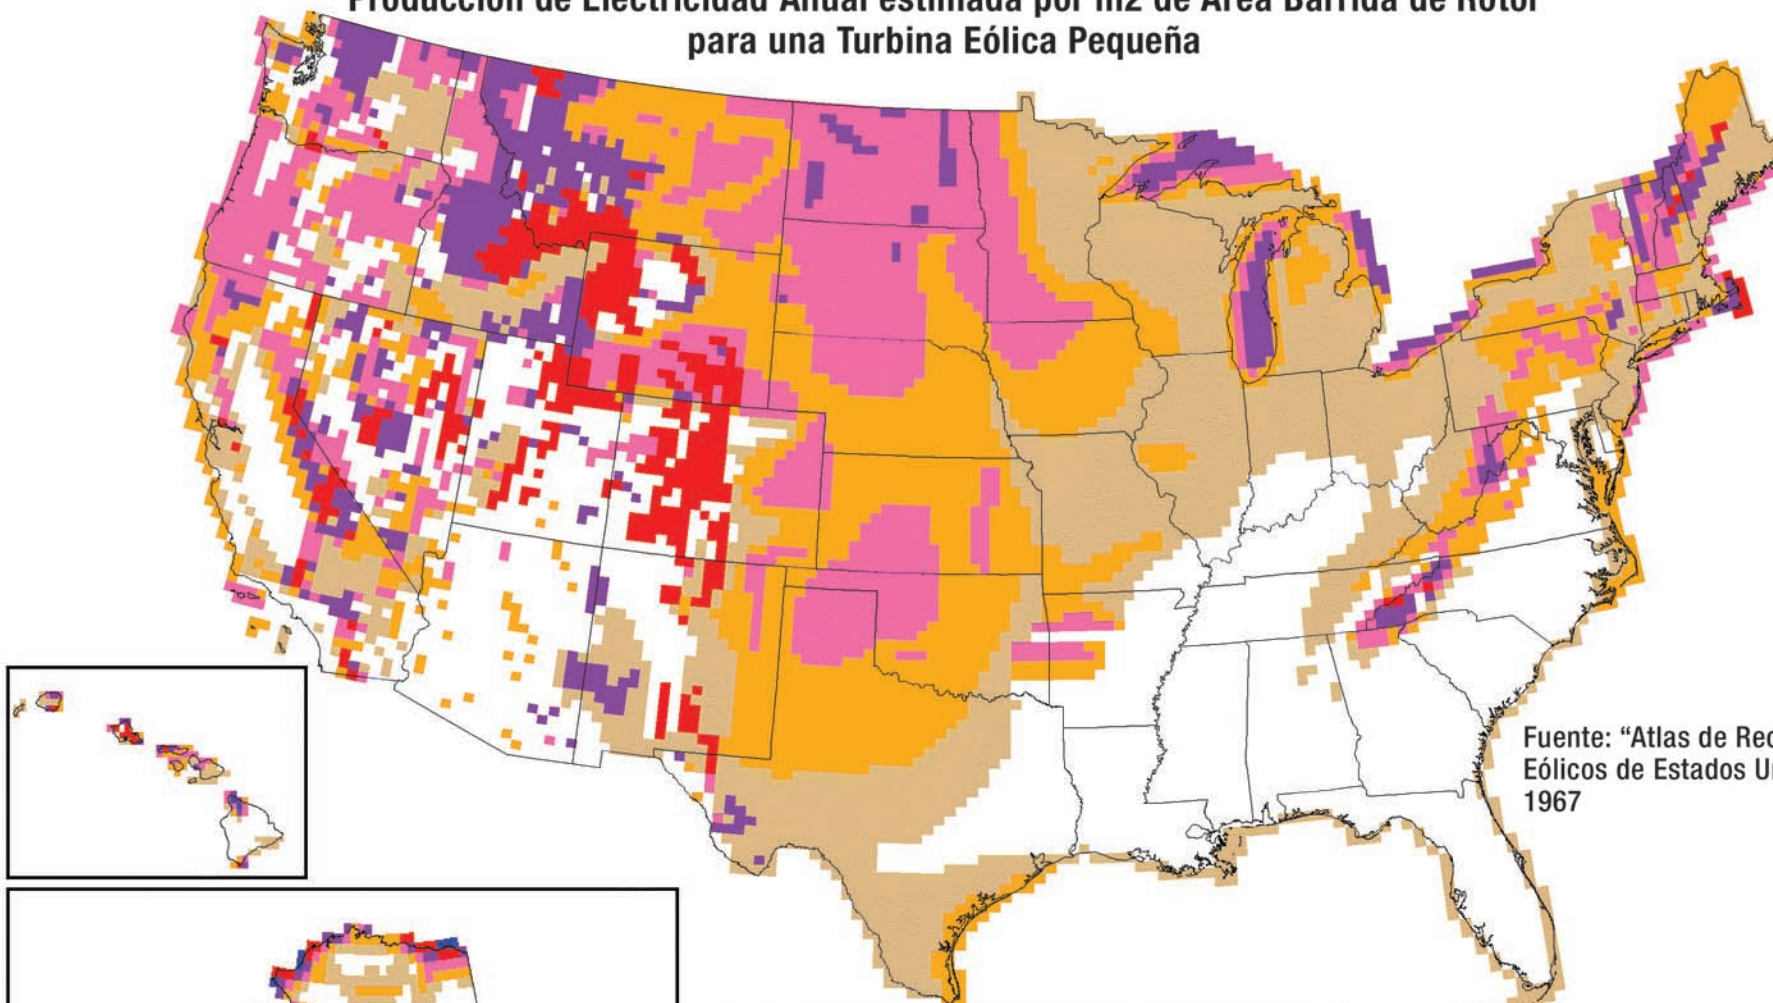 Producción de Electricidad Anual estimada por m2 de Área Barrida de Rotor
para una Turbina Eólica Pequeña
Fuente: “Atlas de
Eólicos de Estados
1967